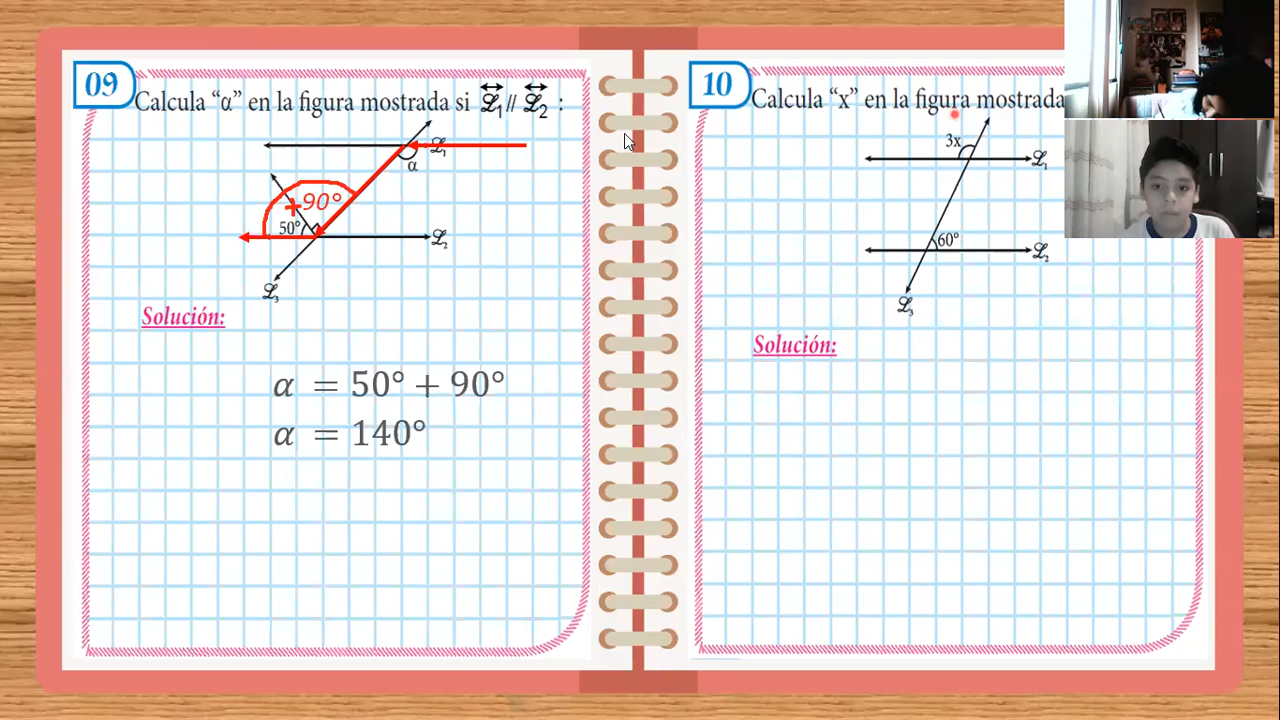 09
Calcula “α” en la figura mostrada si ℒ1 // ℒ2 :
ℒ1
α
+90°
50°
ℒ2
ℒ3
Solución:
α = 50° + 90°
α = 140°
10
Calcula “x” en la figura mostrada
3x
ℒ1
60°
ℒ2
ℒ3
Solución: